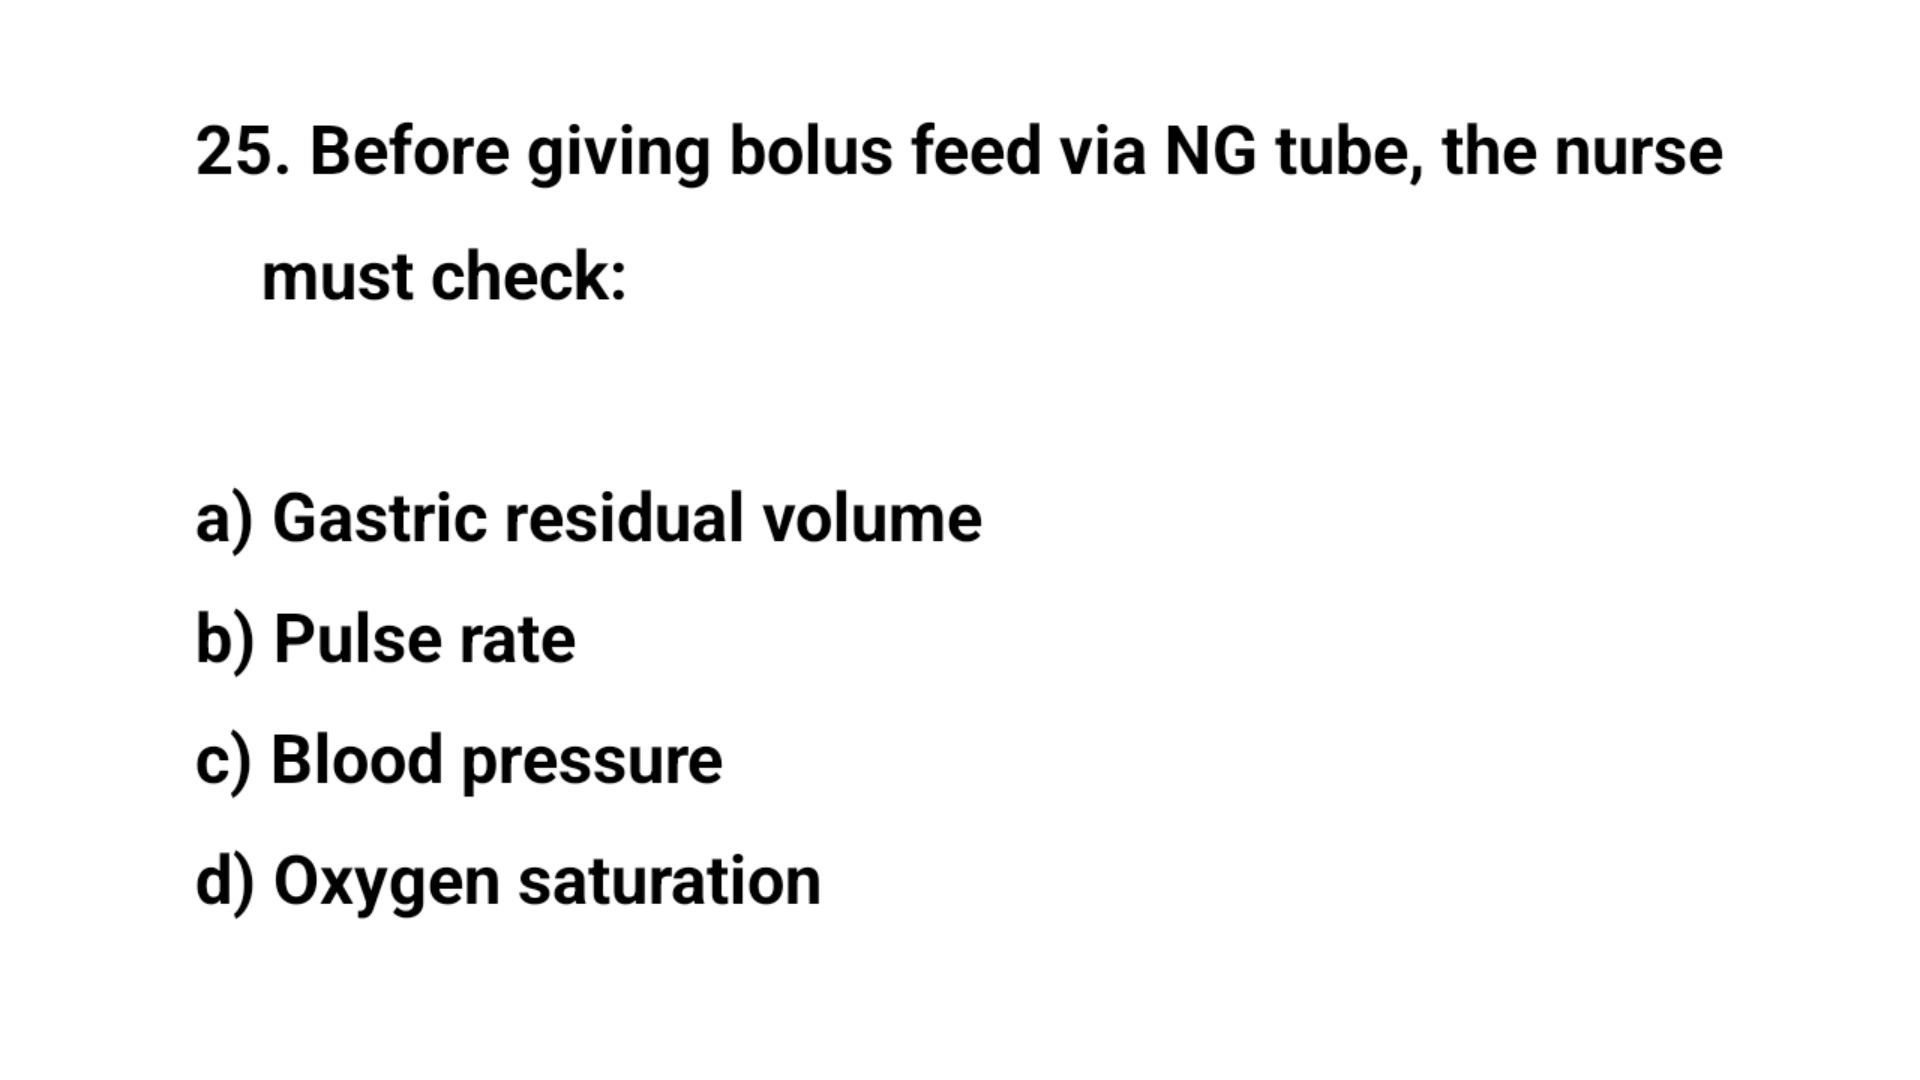 25. Before giving bolus feed via NG tube, the nurse
must check:
a) Gastric residual volume
b) Pulse rate
c) Blood pressure
d) Oxygen saturation